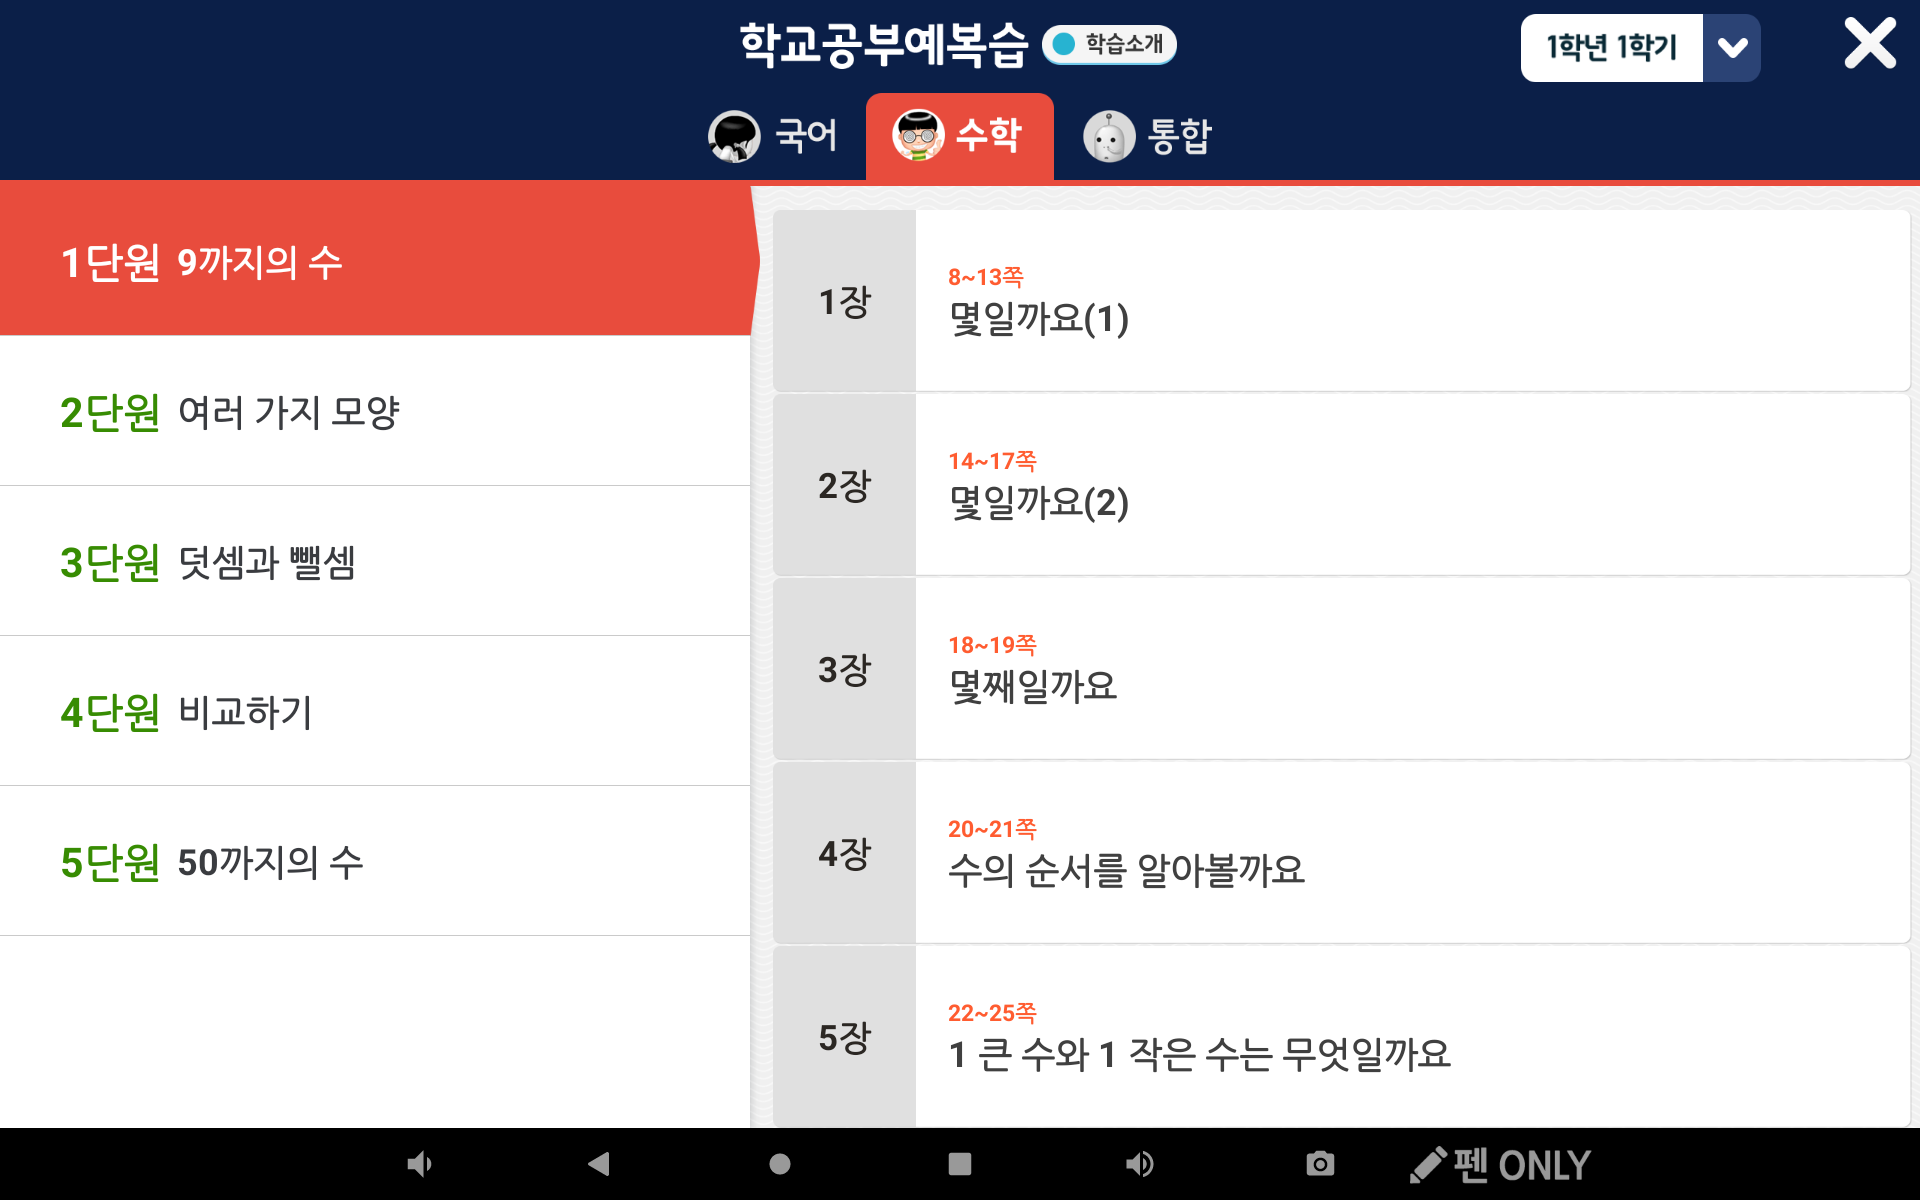 학교공부예복습
학습소개
1학년 1학기
국어
수학
통합
1단원 9까지의 수
2단원 여러 가지 모양
3단원 덧셈과 뺄셈
4단원 비교하기
5단원 50까지의 수
1장
8~13쪽
몇일까요(1)
2장
14~17쪽
몇일까요(2)
3장
18~19쪽
몇째일까요
4장
20~21쪽
수의 순서를 알아볼까요
5장
22~25쪽
1 큰 수와 1 작은 수는 무엇일까요
펜 ONLY